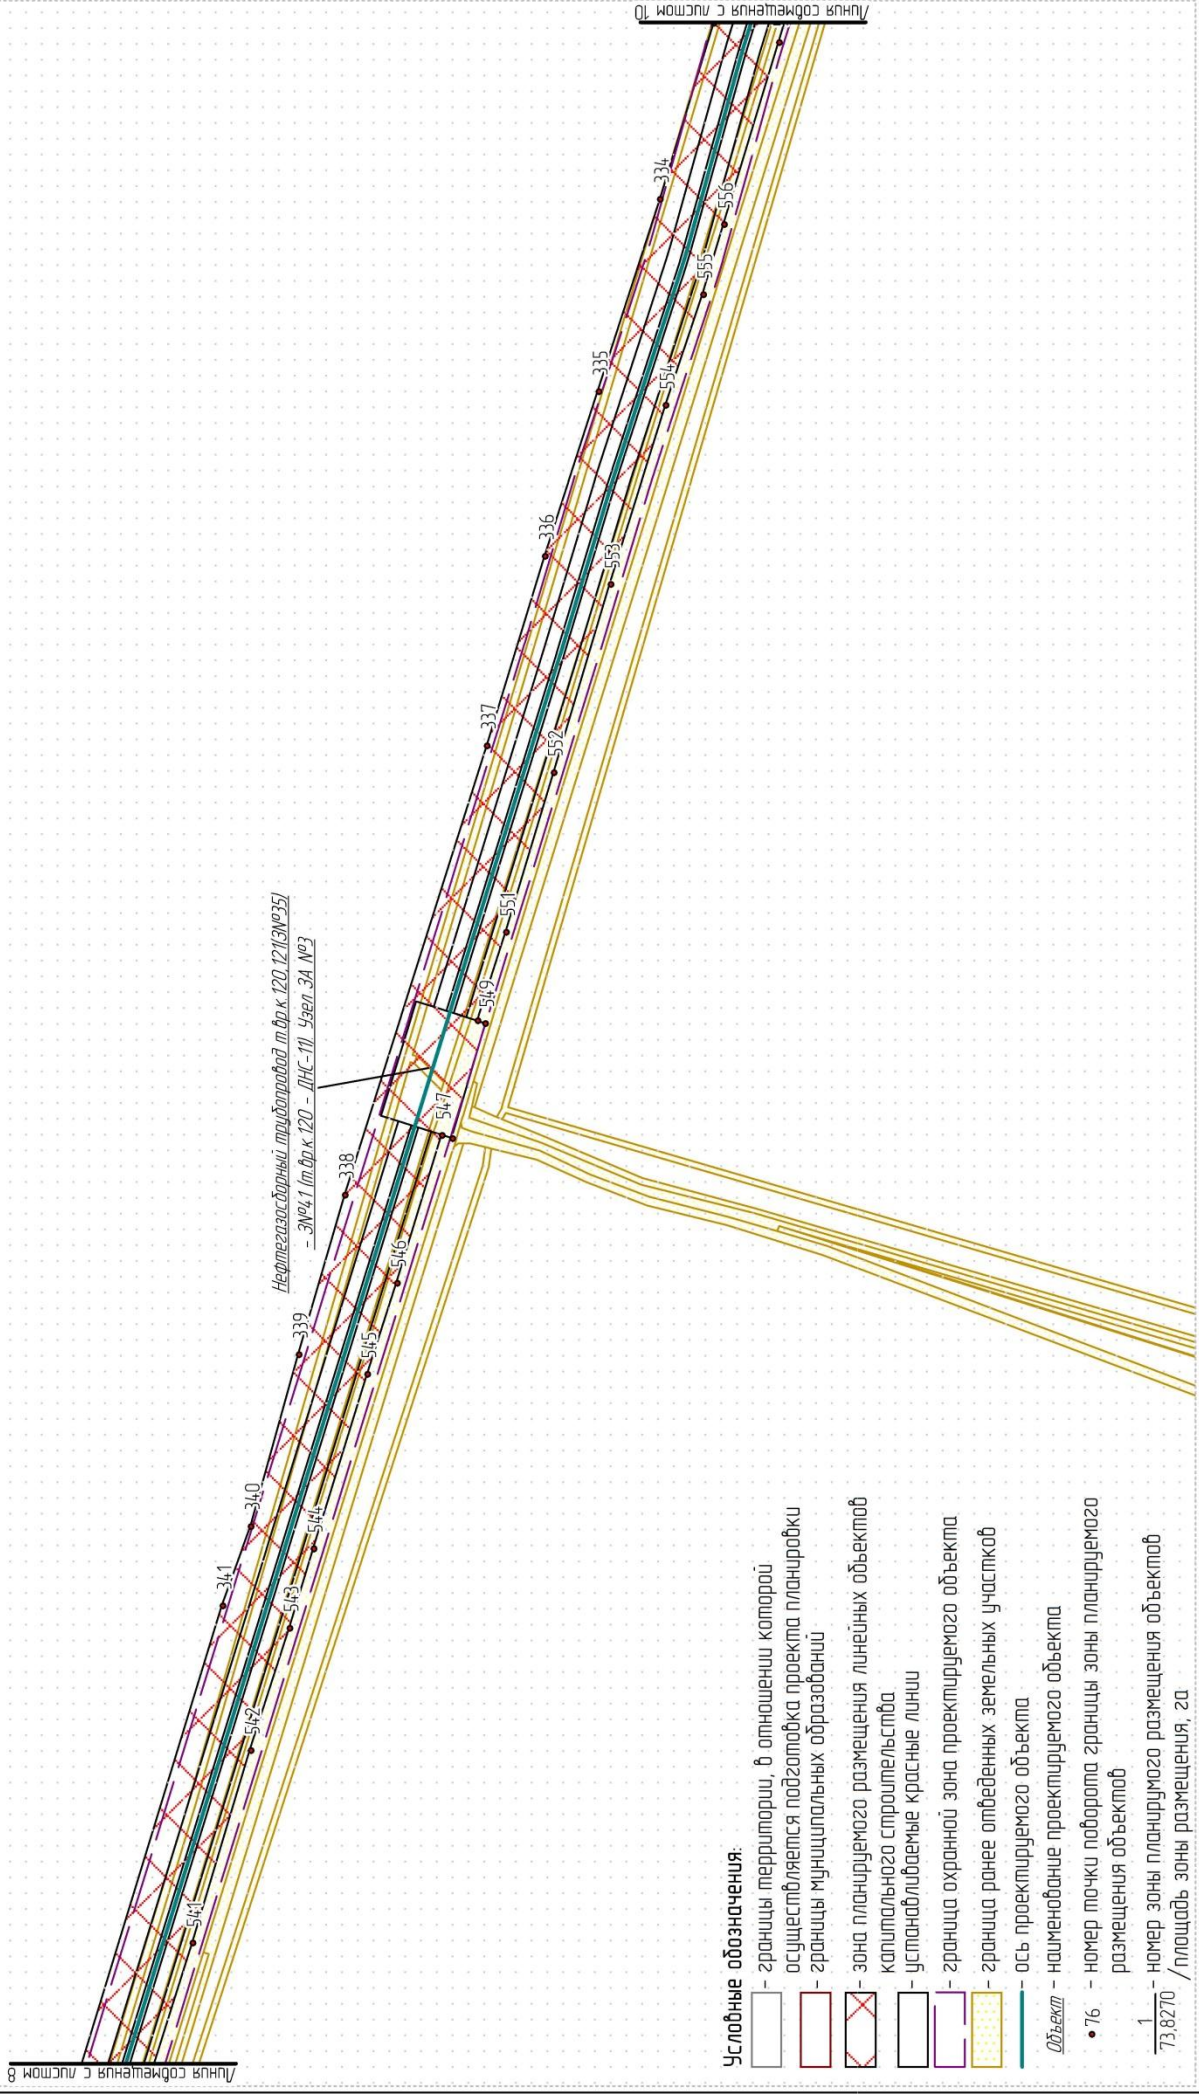 Линия совмещения с листом 8
Линия совмещения с листом 10
Нефтегазосборный трубопровод т.вр.к.120,121(ЗУ№35)
- ЗУ№41 (т.вр.к.120 - ДНС-11). Узел ЗА №3
341
340
339
338
337
336
335
334
541
542
543
544
545
546
547
549
551
552
553
554
555
556
Условные обозначения:
- границы территории, в отношении которой
осуществляется подготовка проекта планировки
- границы муниципальных образований
- зона планируемого размещения линейных объектов
капитального строительства
- устанавливаемые красные линии
- граница охранной зона проектируемого объекта
- граница ранее отведенных земельных участков
- ось проектируемого объекта
Объект - наименование проектируемого объекта
76 - номер точки поворота границы зоны планируемого
размещения объектов
1 - номер зоны планирумого размещения объектов
73,8270 /площадь зоны размещения, га